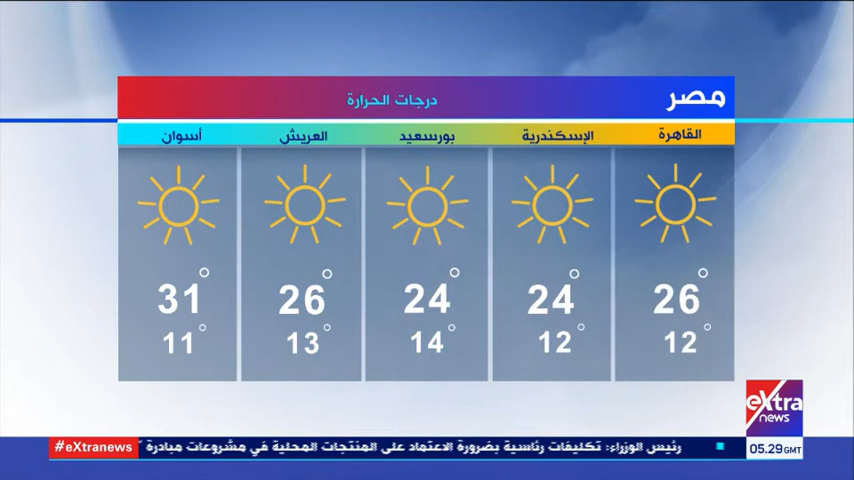 مصر
درجات الحرارة
القاهرة الإسكندرية بورسعيد العريش أسوان
26° 24° 24° 26° 31°
12° 12° 14° 13° 11°
eXtra
news
رئيس الوزراء: تكليفات رئاسية بضرورة الاعتماد على المنتجات المحلية في مشروعات مبادرة "
#eXtranews
05.29 GMT